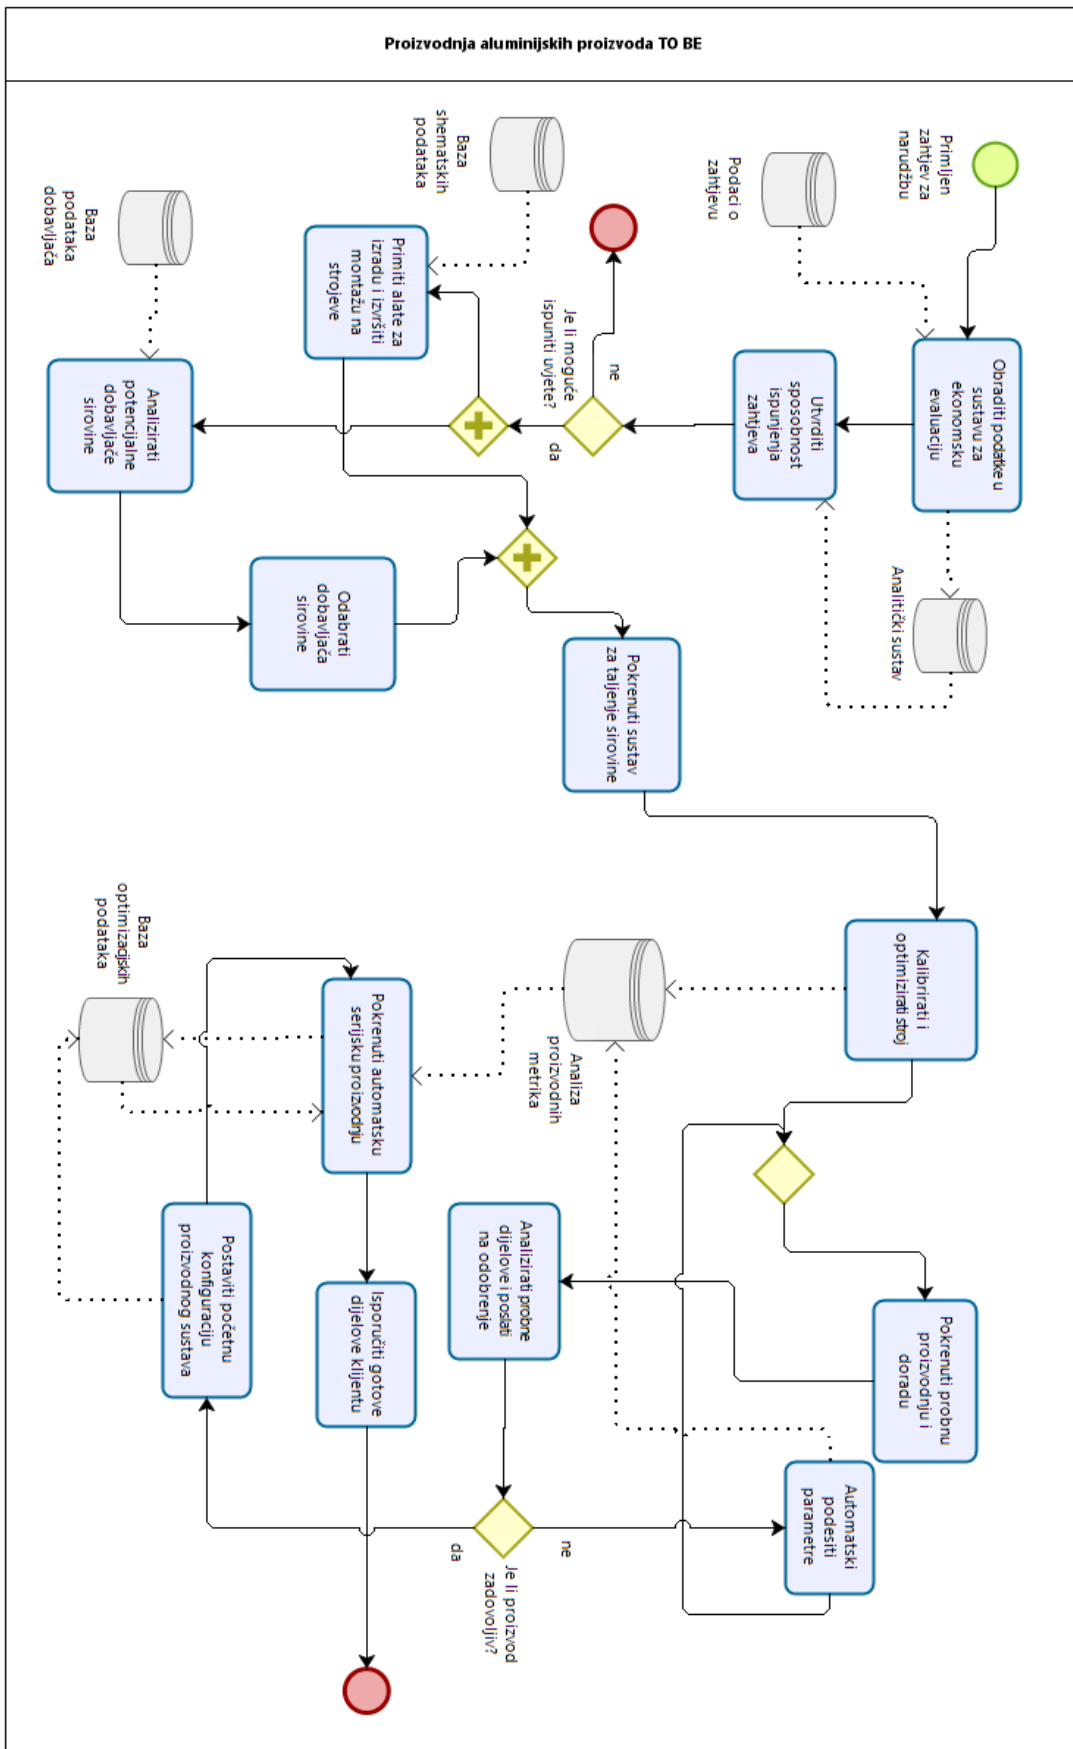 Proizvodnja aluminijskih proizvoda TO BE
Primljen
zahtjev za
narudžbu
Podaci o
zahtjevu
Obraditi podatke u
sustavu za
ekonomsku
evaluaciju
Analitički sustav
Utvrditi
sposobnost
ispunjenja
zahtjeva
Je li moguće
ispuniti uvjete?
ne
da
Baza
shematskih
podataka
Primiti alate za
izradu i izvršiti
montažu na
strojeve
Baza
podataka
dobavljača
Analizirati
potencijalne
dobavljače
sirovine
Odabrati
dobavljača
sirovine
Pokrenuti sustav
za taljenje sirovine
Kalibrirati i
optimizirati stroj
Analiza
proizvodnih
metrika
Pokrenuti probnu
proizvodnju i
doradu
Analizirati probne
dijelove i poslati
na odobrenje
Je li proizvod
zadovoljiv?
ne
da
Automatski
podesiti
parametre
Postaviti početnu
konfiguraciju
proizvodnog sustava
Baza
optimizacijskih
podataka
Pokrenuti automatsku
serijsku proizvodnju
Isporučiti gotove
dijelove klijentu